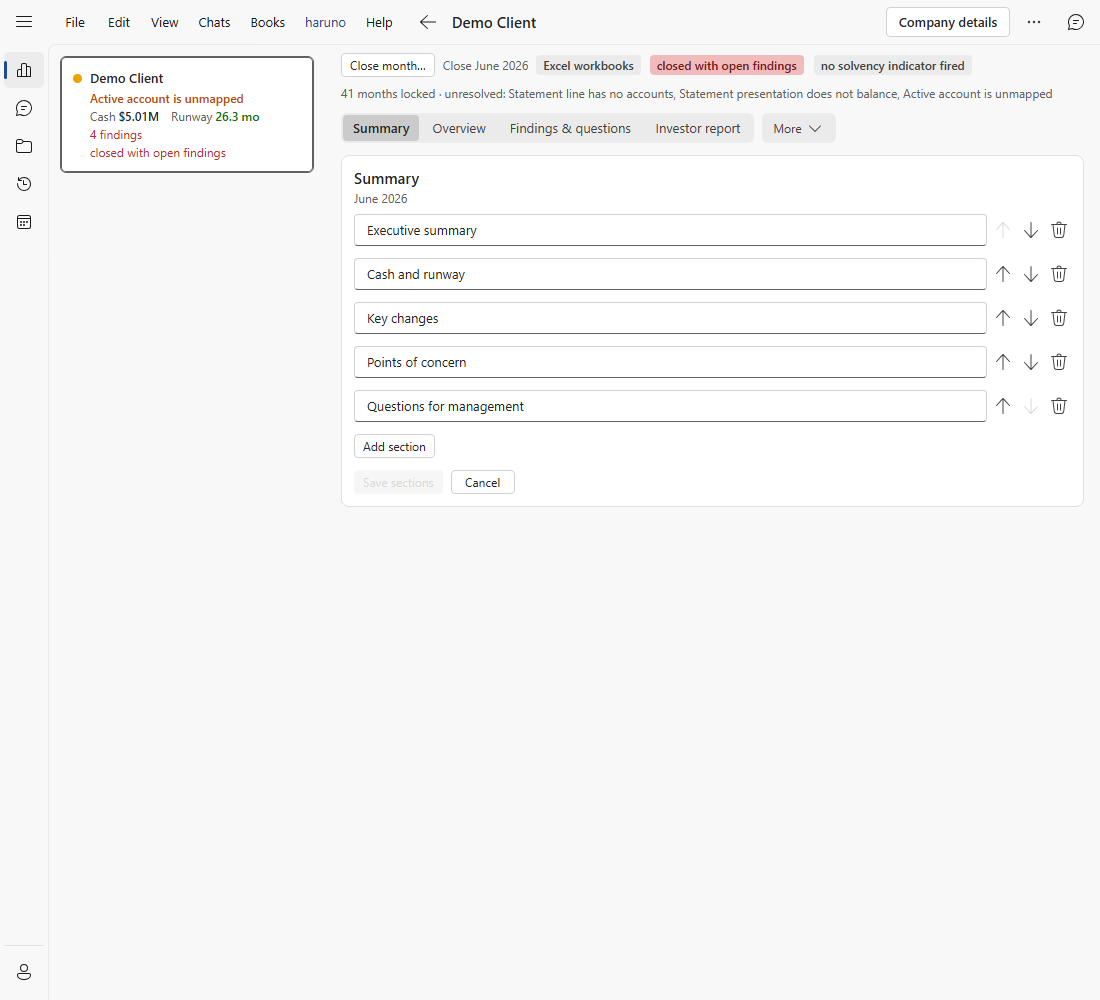 File Edit View Chats Books haruno Help Demo Client Company details
Demo Client
Active account is unmapped
Cash $5.01M Runway 26.3 mo
4 findings
closed with open findings
Close month... Close June 2026 Excel workbooks closed with open findings no solvency indicator fired
41 months locked · unresolved: Statement line has no accounts, Statement presentation does not balance, Active account is unmapped
Summary Overview Findings & questions Investor report More
Summary
June 2026
Executive summary
Cash and runway
Key changes
Points of concern
Questions for management
Add section
Save sections Cancel